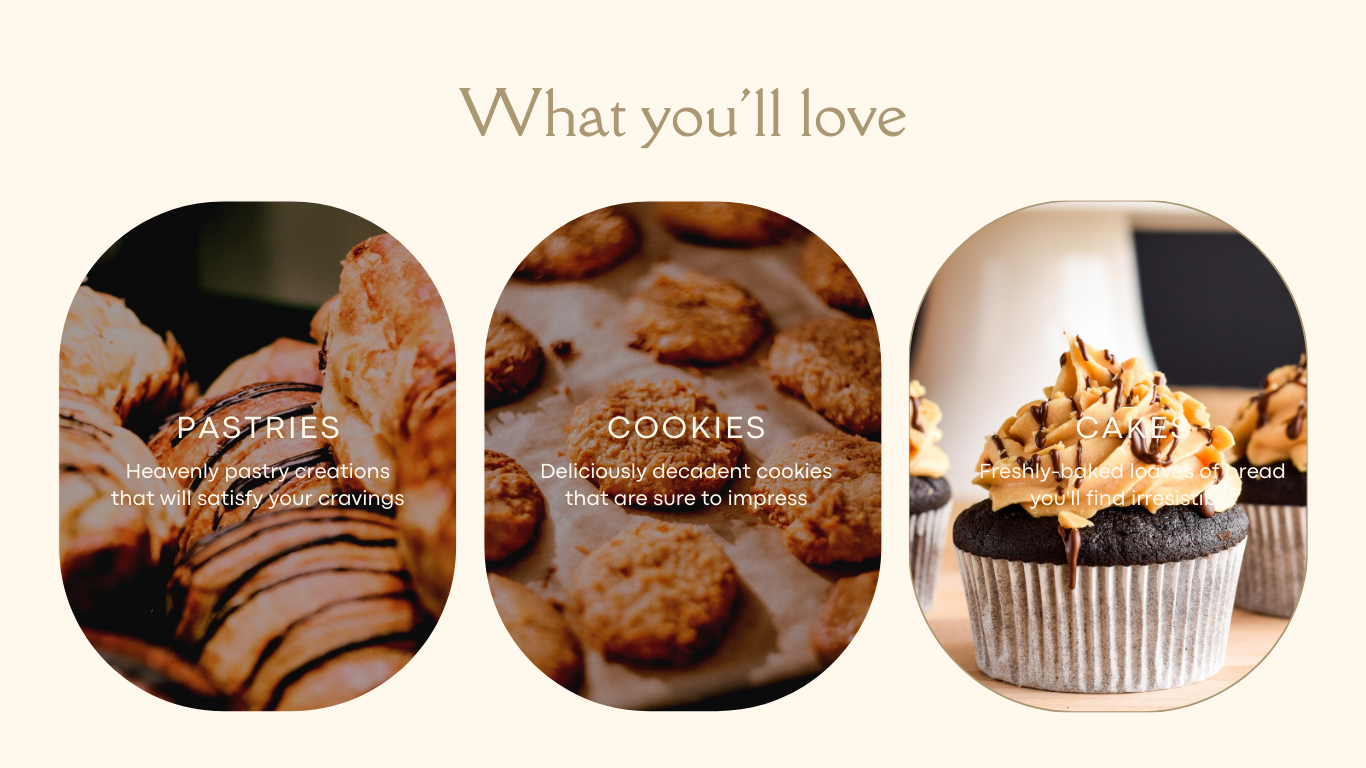 What you’ll love
PASTRIES
Heavenly pastry creations
that will satisfy your cravings
COOKIES
Deliciously decadent cookies
that are sure to impress
CAKES
Freshly-baked loaves of bread
you'll find irresistible